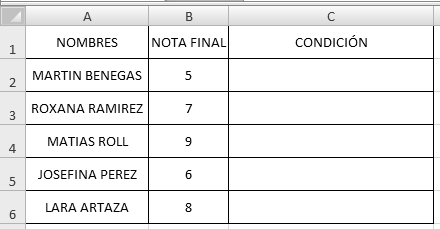 A B C
1 NOMBRES NOTA FINAL CONDICIÓN
2 MARTIN BENEGAS 5
3 ROXANA RAMIREZ 7
4 MATIAS ROLL 9
5 JOSEFINA PEREZ 6
6 LARA ARTAZA 8